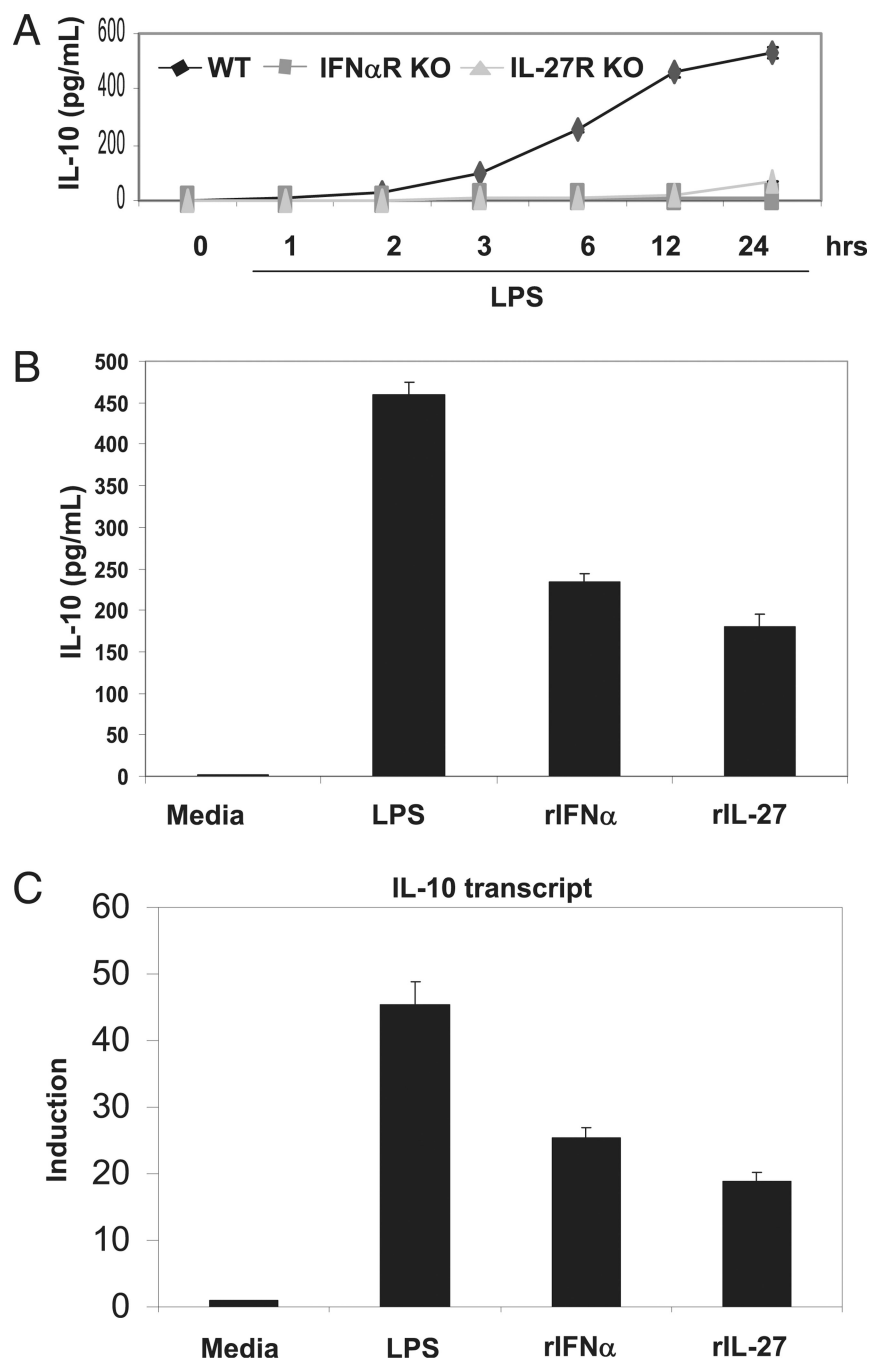 A
IL-10 (pg/mL)
600
400
200
0
WT IFNαR KO IL-27R KO
0 1 2 3 6 12 24 hrs
LPS
B
IL-10 (pg/mL)
500
450
400
350
300
250
200
150
100
50
0
Media LPS rIFNα rIL-27
C
IL-10 transcript
Induction
60
50
40
30
20
10
0
Media LPS rIFNα rIL-27